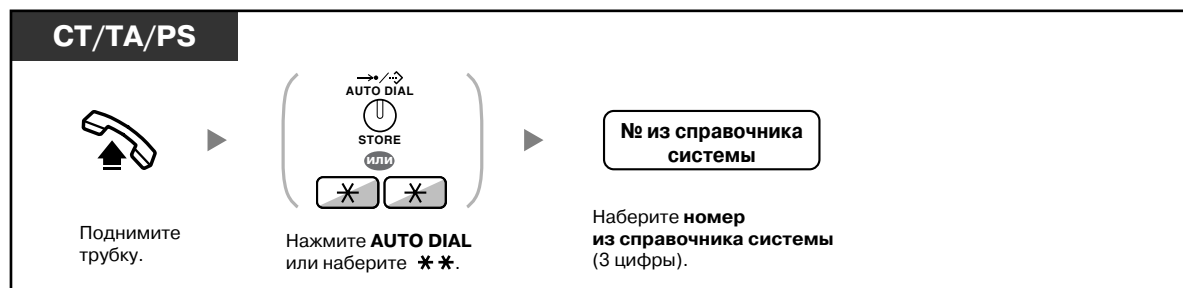 CT/TA/PS
AUTO DIAL
STORE
или
* *
№ из справочника
системы
Поднимите
трубку.
Нажмите AUTO DIAL
или наберите * *.
Наберите номер
из справочника системы
(3 цифры).